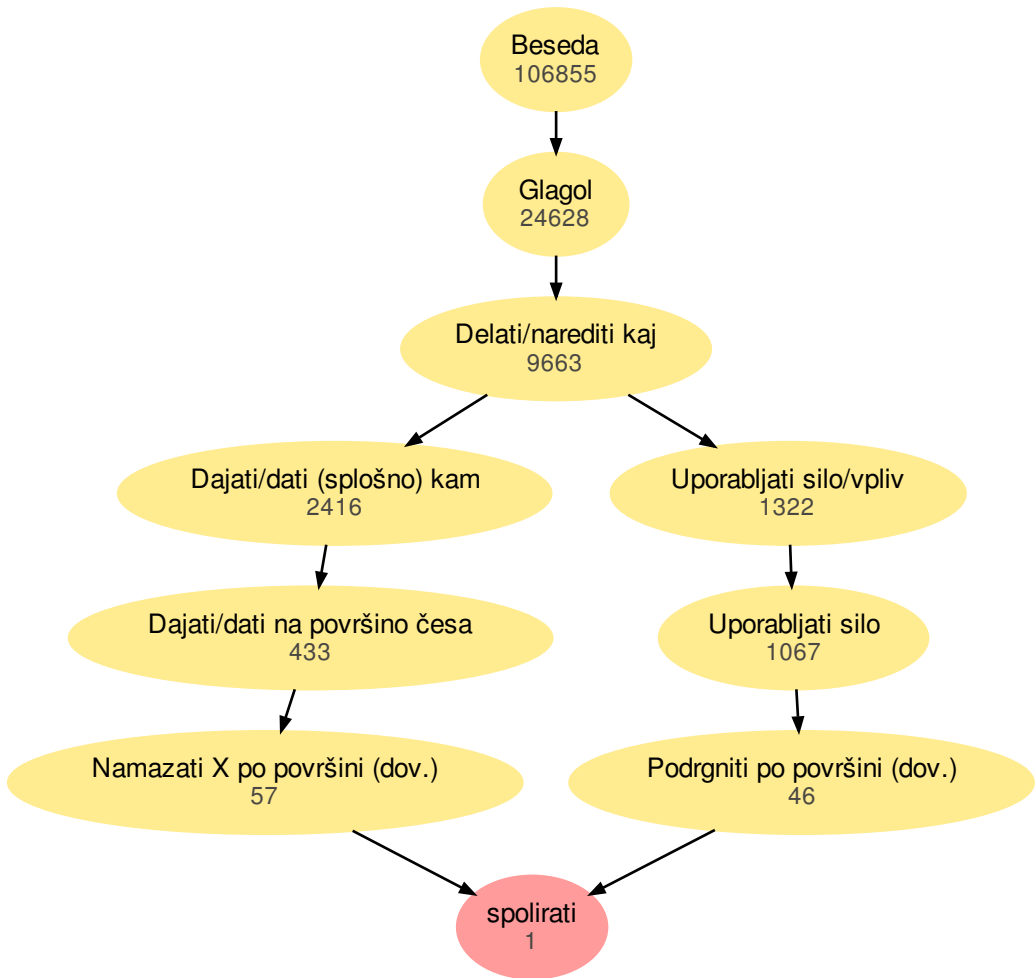 Beseda
106855
Glagol
24628
Delati/narediti kaj
9663
Dajati/dati (splošno) kam
2416
Uporabljati silo/vpliv
1322
Dajati/dati na površino česa
433
Uporabljati silo
1067
Namazati X po površini (dov.)
57
Podrgniti po površini (dov.)
46
spolirati
1